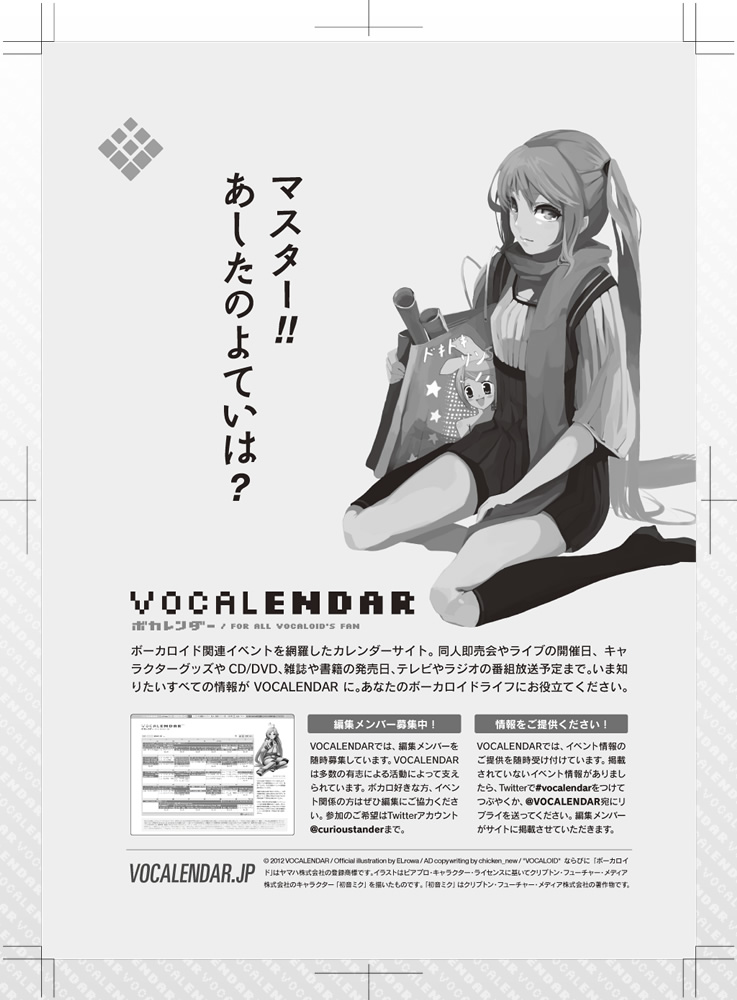 マスター!!
あしたのよていは?
ドキドキ
リン
VOCALENDAR
ボカレンダー / FOR ALL VOCALOID'S FAN
ボーカロイド関連イベントを網羅したカレンダーサイト。同人即売会やライブの開催日、キャ
ラクターグッズや CD/DVD、雑誌や書籍の発売日、テレビやラジオの番組放送予定まで。いま知
りたいすべての情報が VOCALENDAR に。あなたのボーカロイドライフにお役立てください。
VOCALENDAR
編集メンバー募集中!
VOCALENDARでは、編集メンバーを
随時募集しています。VOCALENDAR
は多数の有志による活動によって支え
られています。ボカロ好きな方、イベン
ト関係の方はぜひ編集にご協力くださ
い。参加のご希望はTwitterアカウント
@curioustanderまで。
情報をご提供ください!
VOCALENDARでは、イベント情報の
ご提供を随時受け付けています。掲載
されていないイベント情報がありまし
たら、Twitterで#vocalendarをつけて
つぶやくか、@VOCALENDAR宛にリ
プライを送ってください。編集メンバー
がサイトに掲載させていただきます。
VOCALENDAR.JP
© 2012 VOCALENDAR / Official illustration by ELrowa / AD copywriting by chicken_new / "VOCALOID" ならびに「ボーカロイ
ド」はヤマハ株式会社の登録商標です。イラストはピアプロ・キャラクター・ライセンスに基いてクリプトン・フューチャー・メディア
株式会社のキャラクター「初音ミク」を描いたものです。「初音ミク」はクリプトン・フューチャー・メディア株式会社の著作物です。